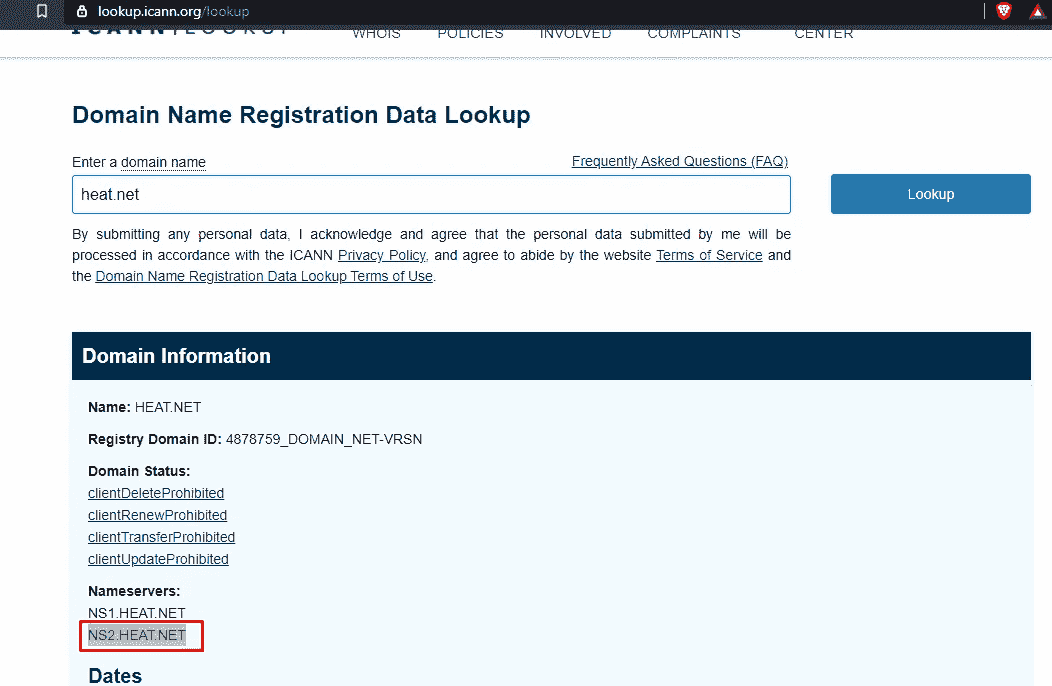 lookup.icann.org/lookup
ICANN | LOOKUP
WHOIS POLICIES INVOLVED COMPLAINTS CENTER
Domain Name Registration Data Lookup
Enter a domain name
Frequently Asked Questions (FAQ)
heat.net
Lookup
By submitting any personal data, I acknowledge and agree that the personal data submitted by me will be
processed in accordance with the ICANN Privacy Policy, and agree to abide by the website Terms of Service and
the Domain Name Registration Data Lookup Terms of Use.
Domain Information
Name: HEAT.NET
Registry Domain ID: 4878759_DOMAIN_NET-VRSN
Domain Status:
clientDeleteProhibited
clientRenewProhibited
clientTransferProhibited
clientUpdateProhibited
Nameservers:
NS1.HEAT.NET
NS2.HEAT.NET
Dates